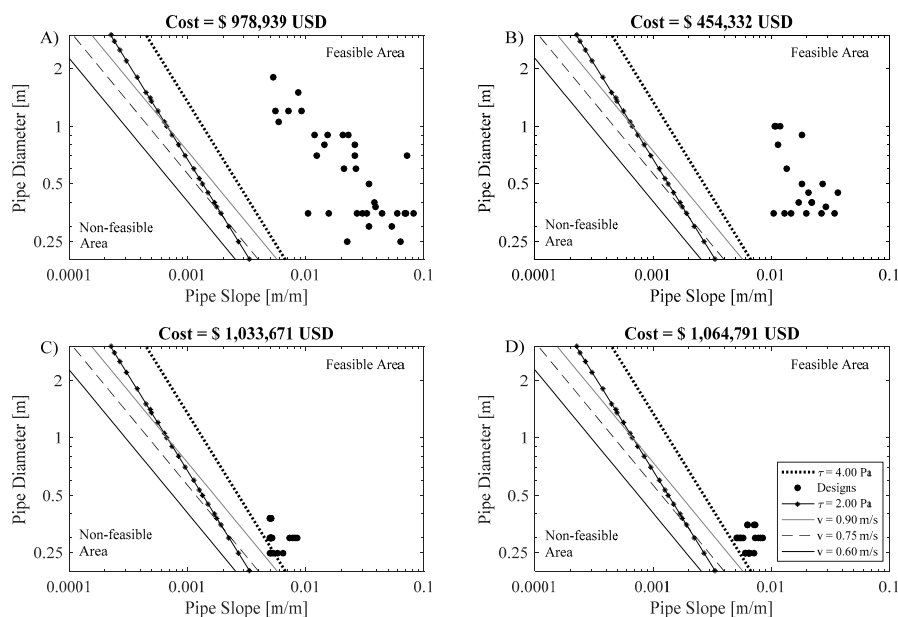 Cost = $ 978,939 USD
A)
Feasible Area
2
1
0.5
0.25
Pipe Diameter [m]
Non-feasible
Area
0.0001
0.001
0.01
0.1
Pipe Slope [m/m]
Cost = $ 454,332 USD
B)
Feasible Area
2
1
0.5
0.25
Pipe Diameter [m]
Non-feasible
Area
0.0001
0.001
0.01
0.1
Pipe Slope [m/m]
Cost = $ 1,033,671 USD
C)
Feasible Area
2
1
0.5
0.25
Pipe Diameter [m]
Non-feasible
Area
0.0001
0.001
0.01
0.1
Pipe Slope [m/m]
Cost = $ 1,064,791 USD
D)
Feasible Area
2
1
0.5
0.25
Pipe Diameter [m]
Non-feasible
Area
τ = 4.00 Pa
Designs
τ = 2.00 Pa
v = 0.90 m/s
v = 0.75 m/s
v = 0.60 m/s
0.0001
0.001
0.01
0.1
Pipe Slope [m/m]